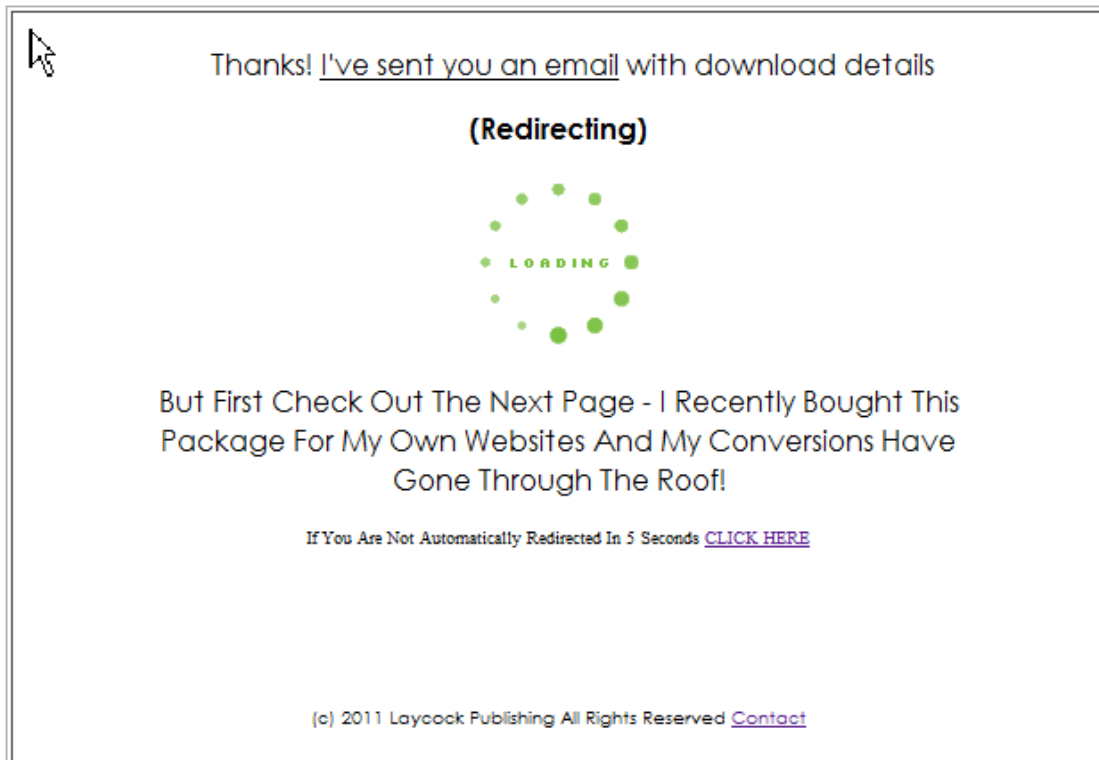 Thanks! I've sent you an email with download details
(Redirecting)
LOADING
But First Check Out The Next Page - I Recently Bought This
Package For My Own Websites And My Conversions Have
Gone Through The Roof!
If You Are Not Automatically Redirected In 5 Seconds CLICK HERE
(c) 2011 Laycock Publishing All Rights Reserved Contact